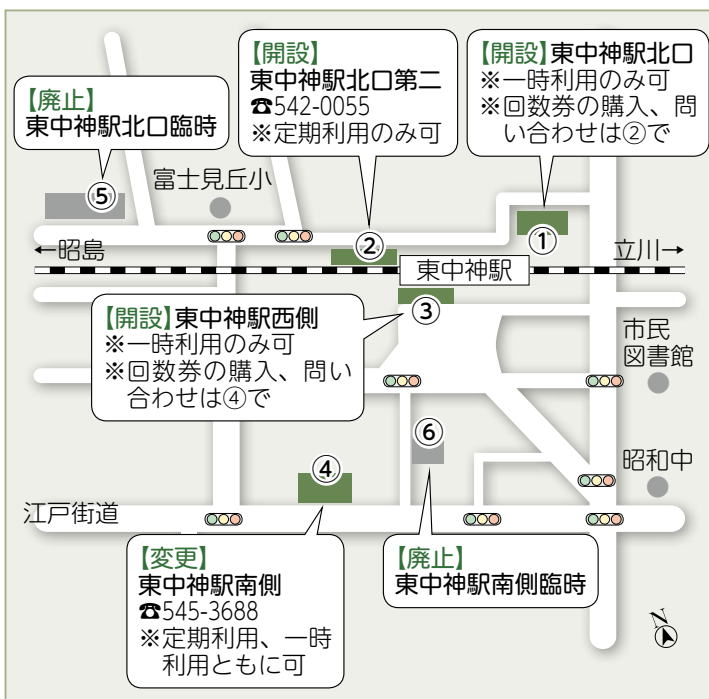 【開設】
東中神駅北口第二
☎542-0055
※定期利用のみ可
【開設】東中神駅北口
※一時利用のみ可
※回数券の購入、問
い合わせは②で
【廃止】
東中神駅北口臨時
⑤
富士見丘小
②
①
←昭島
立川→
東中神駅
③
【開設】東中神駅西側
※一時利用のみ可
※回数券の購入、問い
合わせは④で
市民
図書館
⑥
④
昭和中
江戸街道
【変更】
東中神駅南側
☎545-3688
※定期利用、一時
利用ともに可
【廃止】
東中神駅南側臨時
N